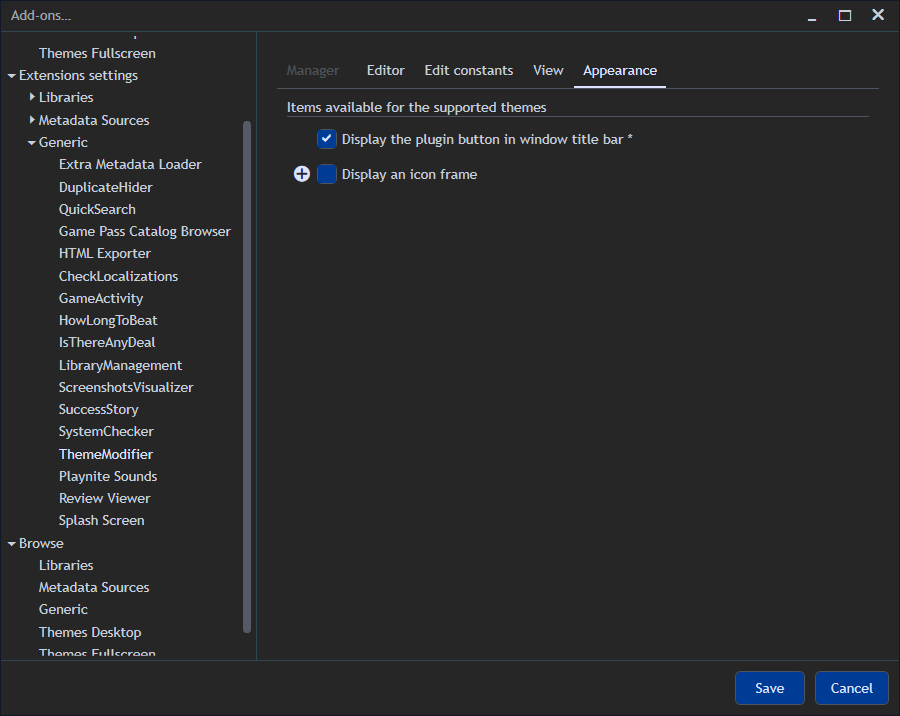 Add-ons...
Themes Fullscreen
Extensions settings
Libraries
Metadata Sources
Generic
Extra Metadata Loader
DuplicateHider
QuickSearch
Game Pass Catalog Browser
HTML Exporter
CheckLocalizations
GameActivity
HowLongToBeat
IsThereAnyDeal
LibraryManagement
ScreenshotsVisualizer
SuccessStory
SystemChecker
ThemeModifier
Playnite Sounds
Review Viewer
Splash Screen
Browse
Libraries
Metadata Sources
Generic
Themes Desktop
Themes Fullscreen
Manager Editor Edit constants View Appearance
Items available for the supported themes
Display the plugin button in window title bar *
Display an icon frame
Save Cancel